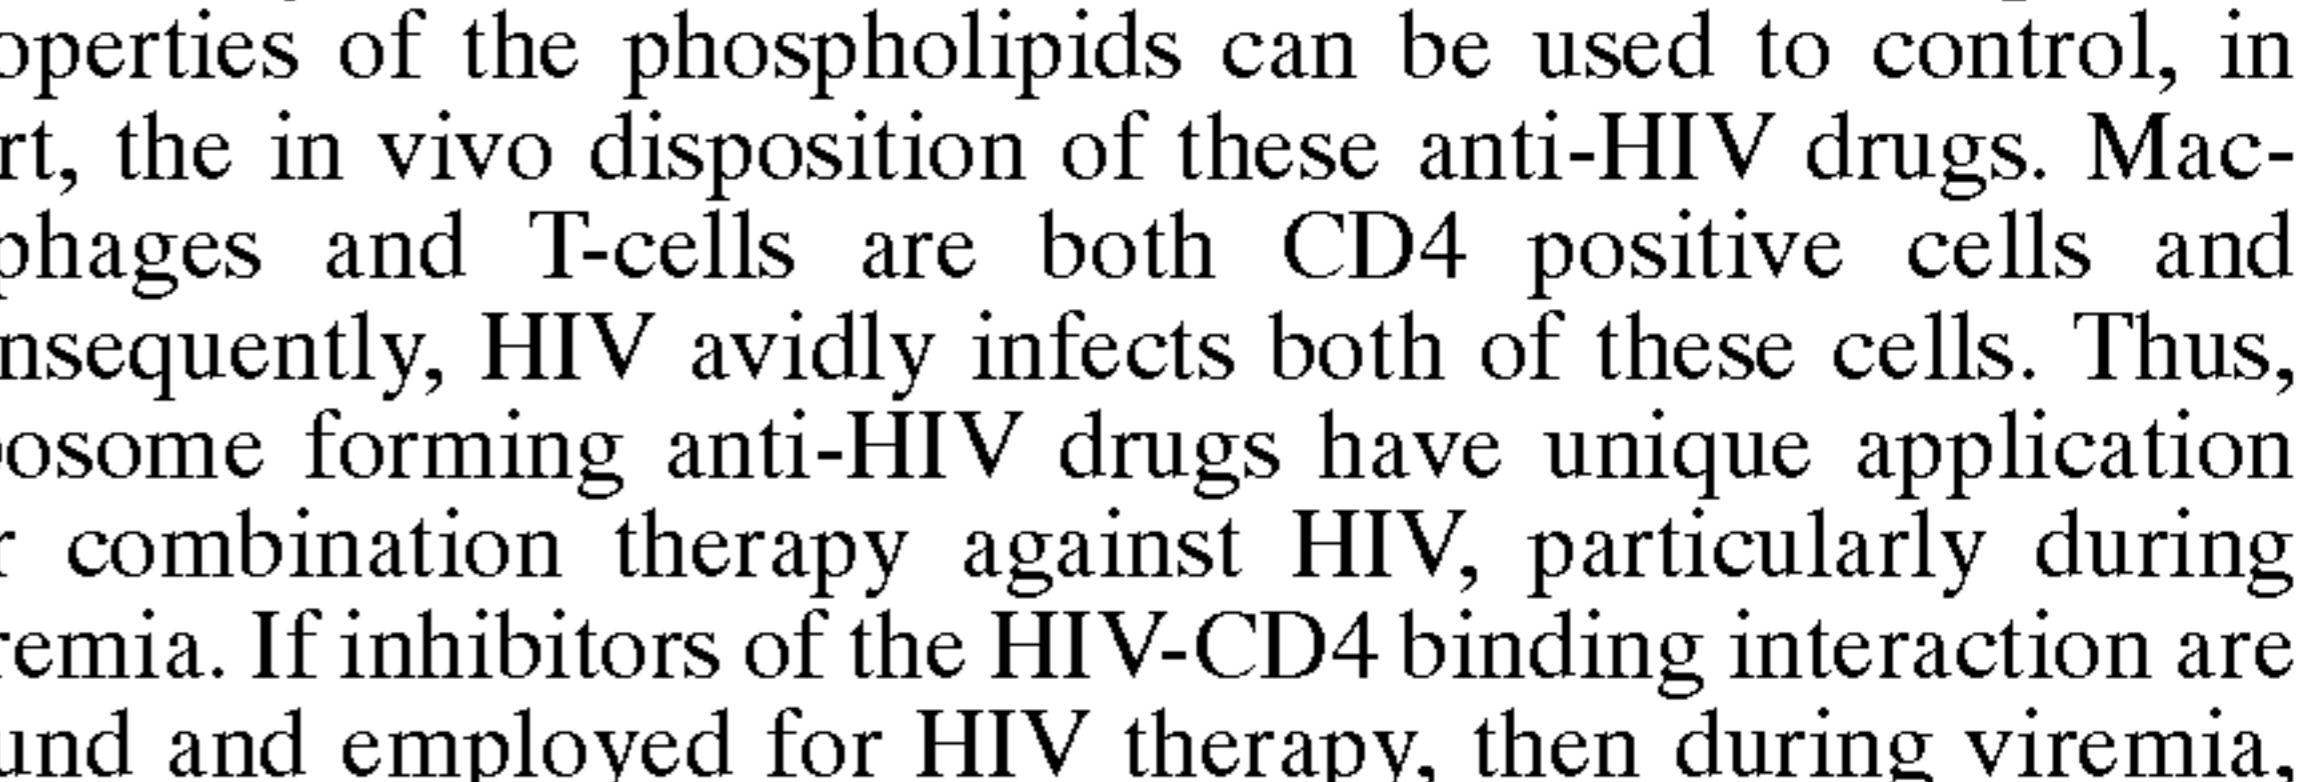 operties of the phospholipids can be used to control, in
rt, the in vivo disposition of these anti-HIV drugs. Mac-
phages and T-cells are both CD4 positive cells and
nsequently, HIV avidly infects both of these cells. Thus,
osome forming anti-HIV drugs have unique application
r combination therapy against HIV, particularly during
remia. If inhibitors of the HIV-CD4 binding interaction are
und and employed for HIV therapy, then during viremia,